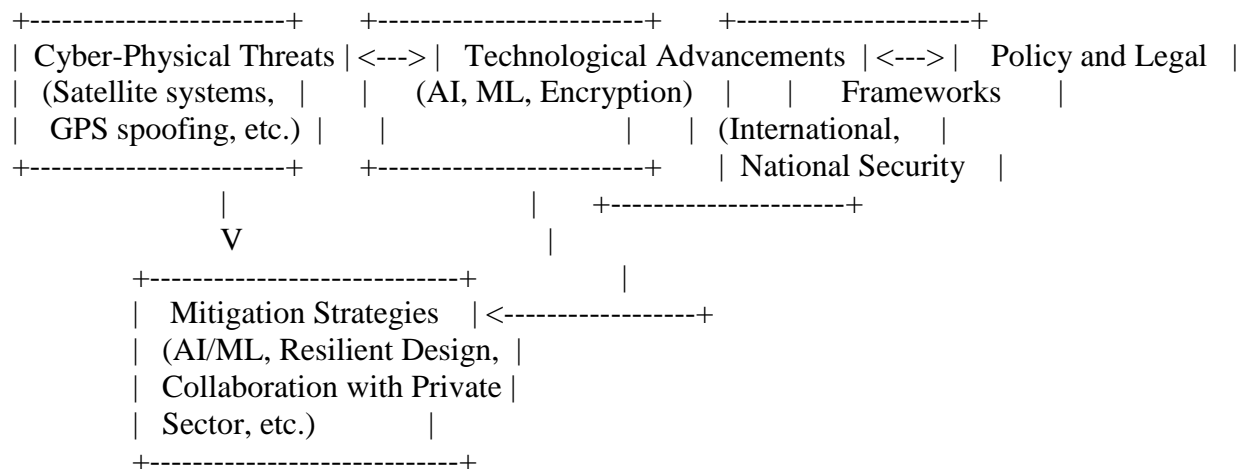 +------------------------+ +-------------------------+ +----------------------+
| Cyber-Physical Threats | <---> | Technological Advancements | <---> | Policy and Legal |
| (Satellite systems, | | (AI, ML, Encryption) | | Frameworks |
| GPS spoofing, etc.) | | | | (International, |
+------------------------+ +-------------------------+ | National Security |
| | +----------------------+
V |
+-----------------------------+ |
| Mitigation Strategies | <------------------+
| (AI/ML, Resilient Design, |
| Collaboration with Private |
| Sector, etc.) |
+-----------------------------+